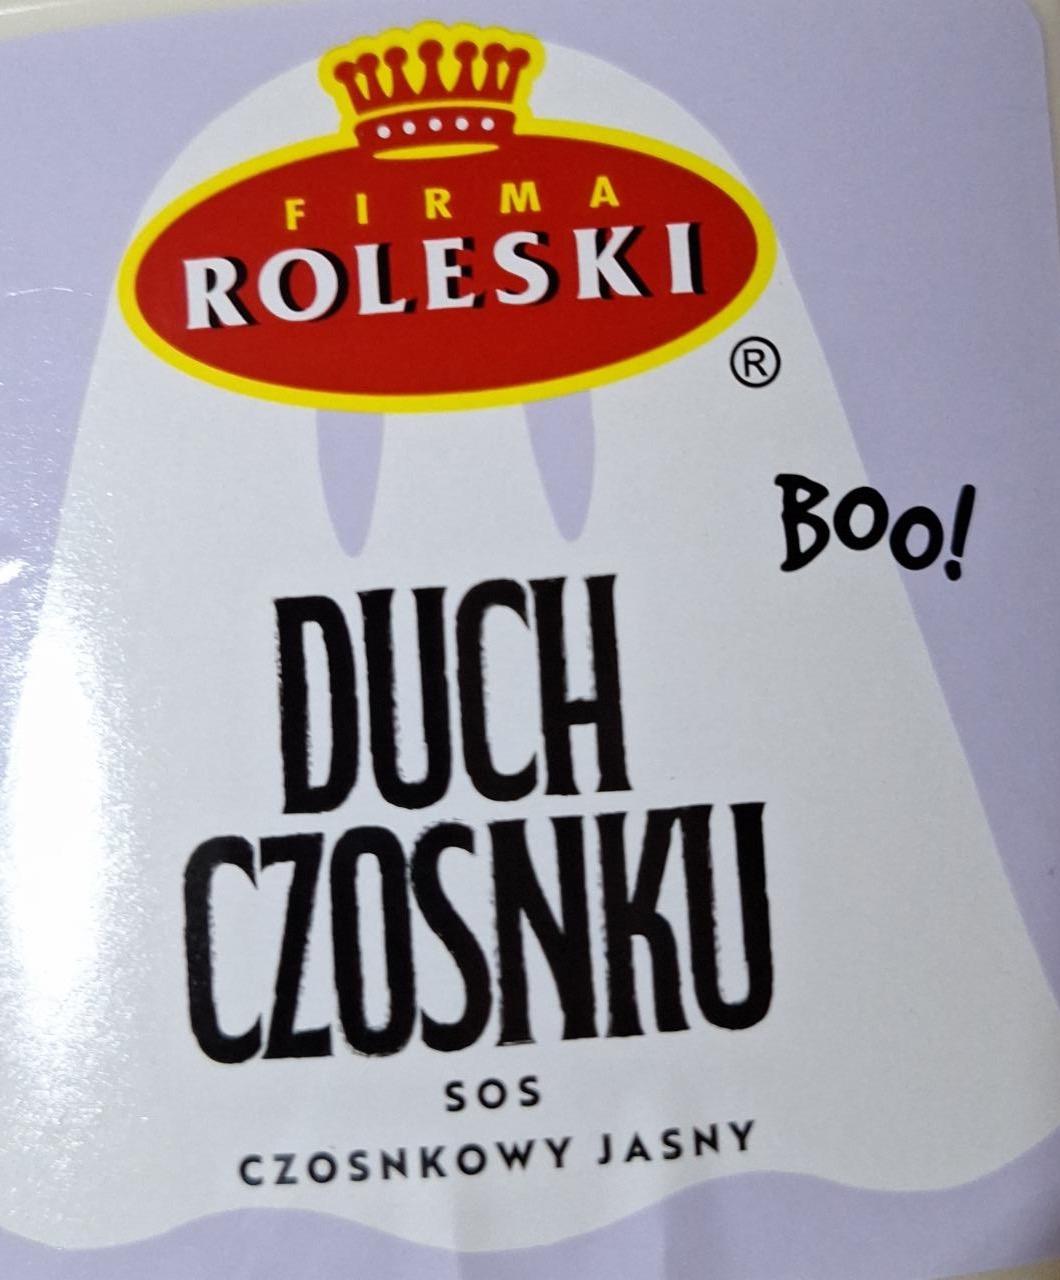 FIRMA
ROLESKI
®
BOO!
DUCH
CZOSNKU
SOS
CZOSNKOWY JASNY